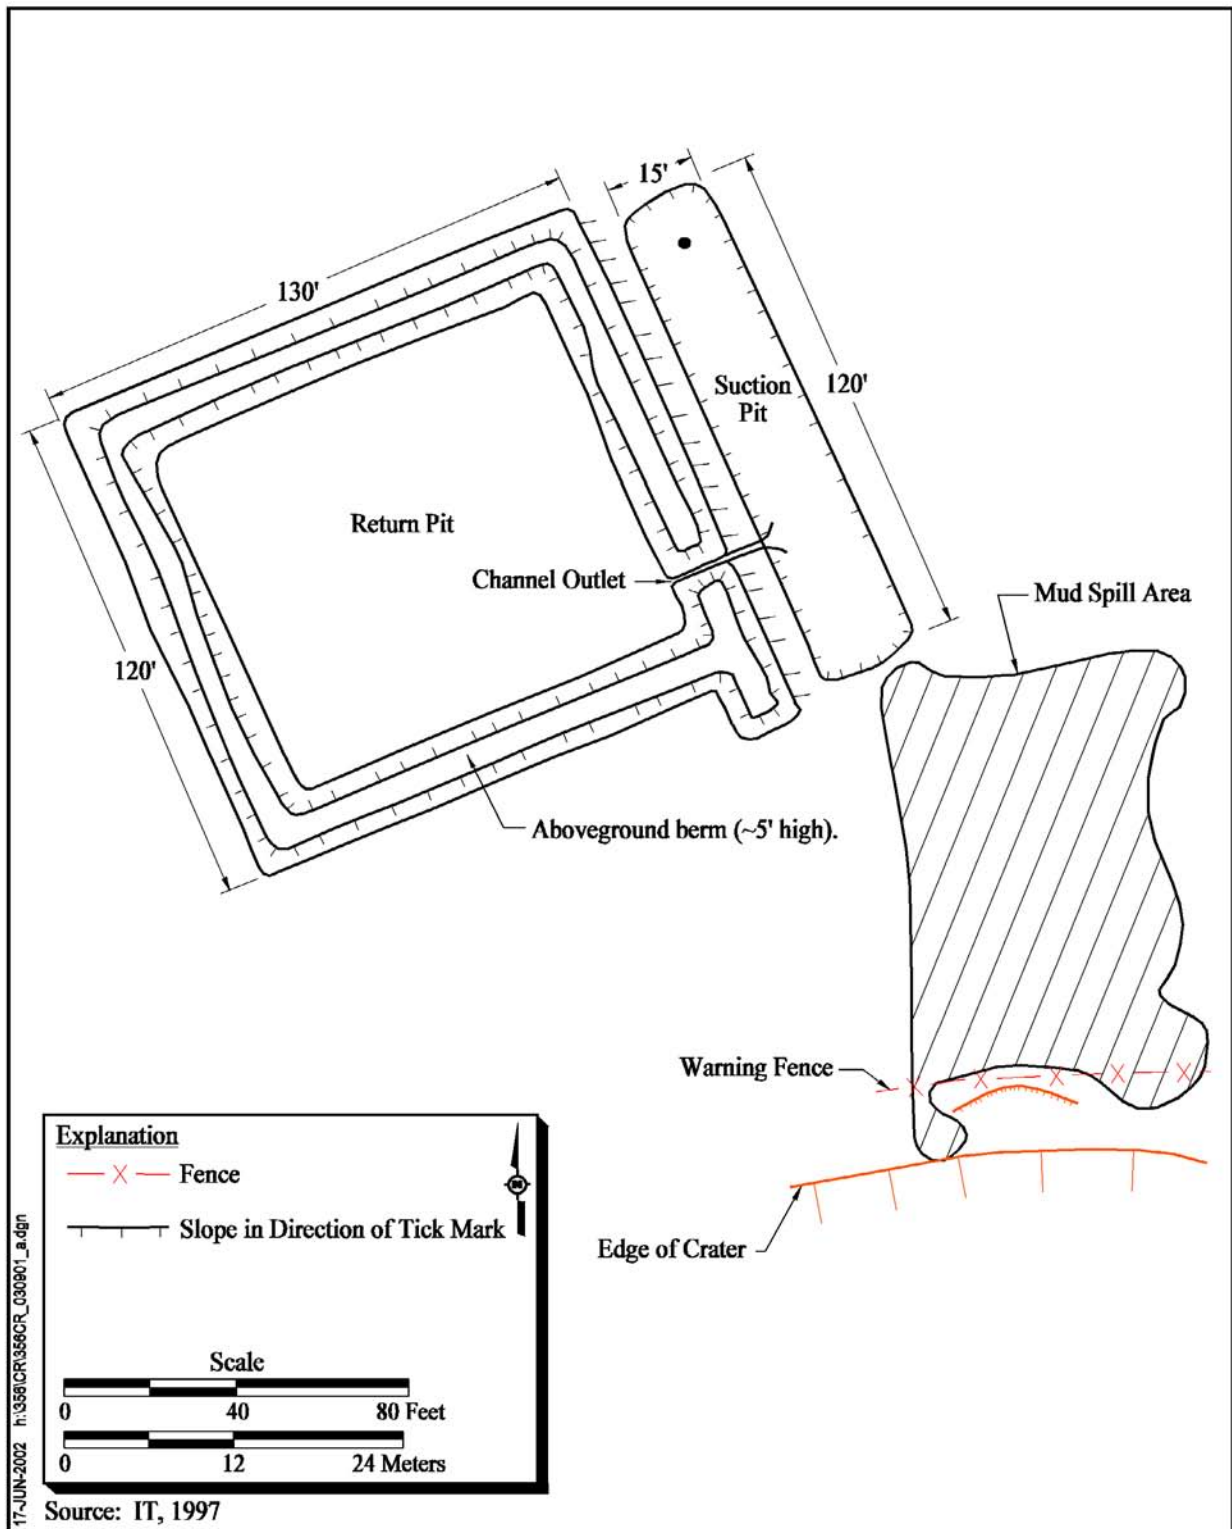 15'
130'
Suction
Pit
120'
Return Pit
Channel Outlet
Mud Spill Area
120'
Aboveground berm (~5' high).
Warning Fence
Edge of Crater
Explanation
X Fence
Slope in Direction of Tick Mark
N
Scale
0 40 80 Feet
0 12 24 Meters
Source: IT, 1997
17-JUN-2002 h:\356\CR\356CR_030901_a.dgn